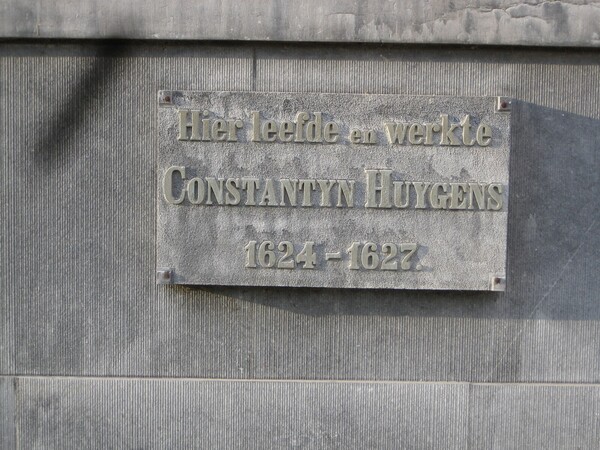 Hier leefde en werkte
CONSTANTYN HUYGENS
1624 - 1627.